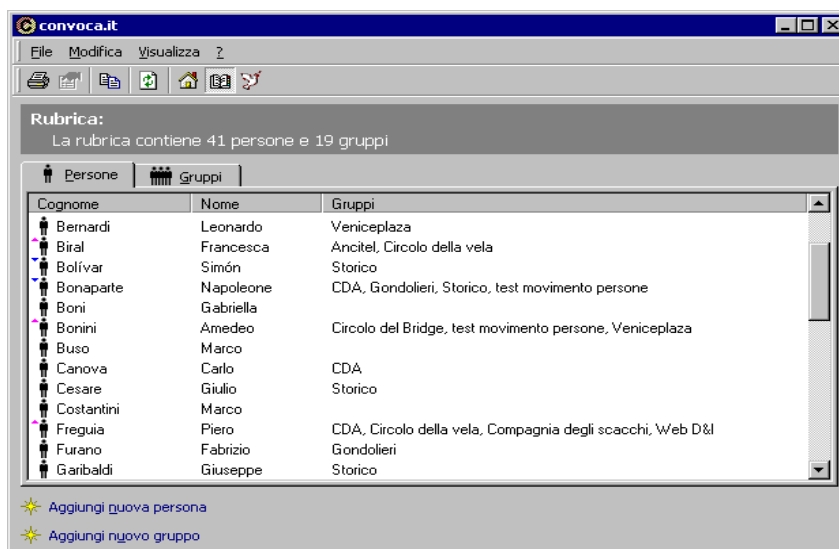 convoca.it
File Modifica Visualizza ?
Rubrica:
La rubrica contiene 41 persone e 19 gruppi
Persone Gruppi
Cognome Nome Gruppi
Bernardi Leonardo Veniceplaza
Biral Francesca Ancitel, Circolo della vela
Bolívar Simón Storico
Bonaparte Napoleone CDA, Gondolieri, Storico, test movimento persone
Boni Gabriella
Bonini Amedeo Circolo del Bridge, test movimento persone, Veniceplaza
Buso Marco
Canova Carlo CDA
Cesare Giulio Storico
Costantini Marco
Freguia Piero CDA, Circolo della vela, Compagnia degli scacchi, Web D&I
Furano Fabrizio Gondolieri
Garibaldi Giuseppe Storico
Aggiungi nuova persona
Aggiungi nuovo gruppo